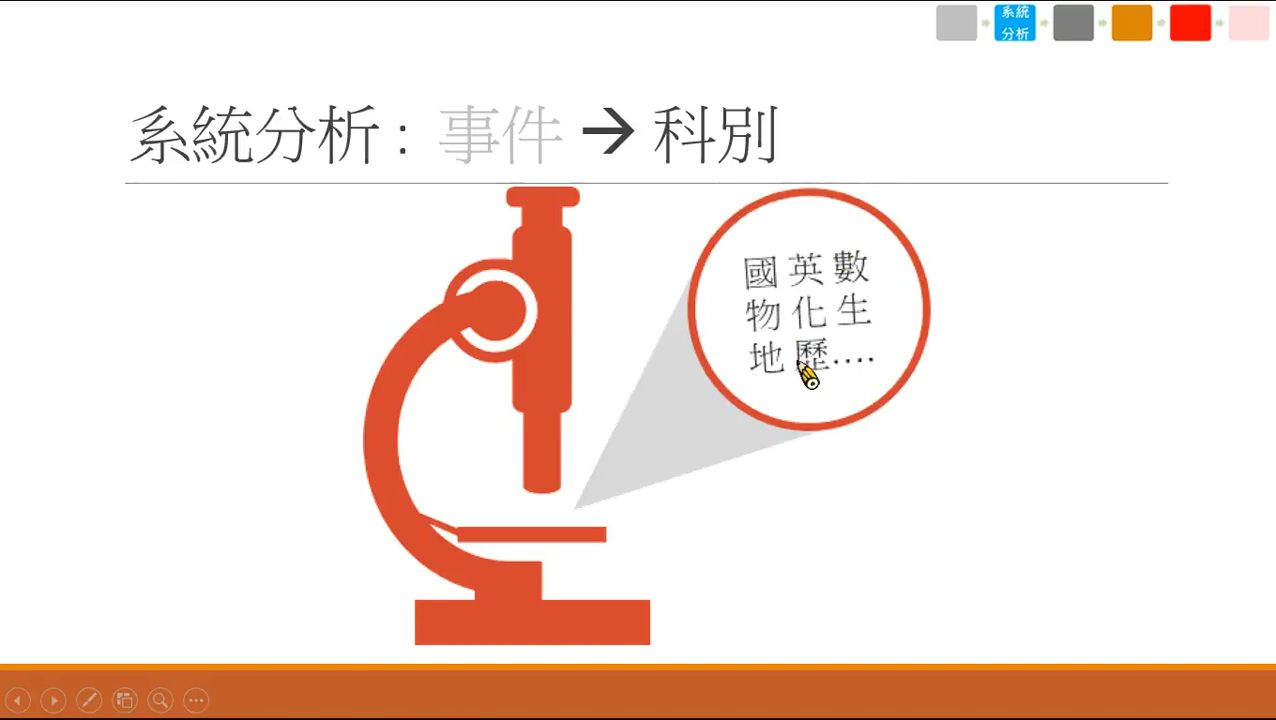 系統
分析
系統分析 : 事件 → 科別
國 英 數
物 化 生
地 歷....